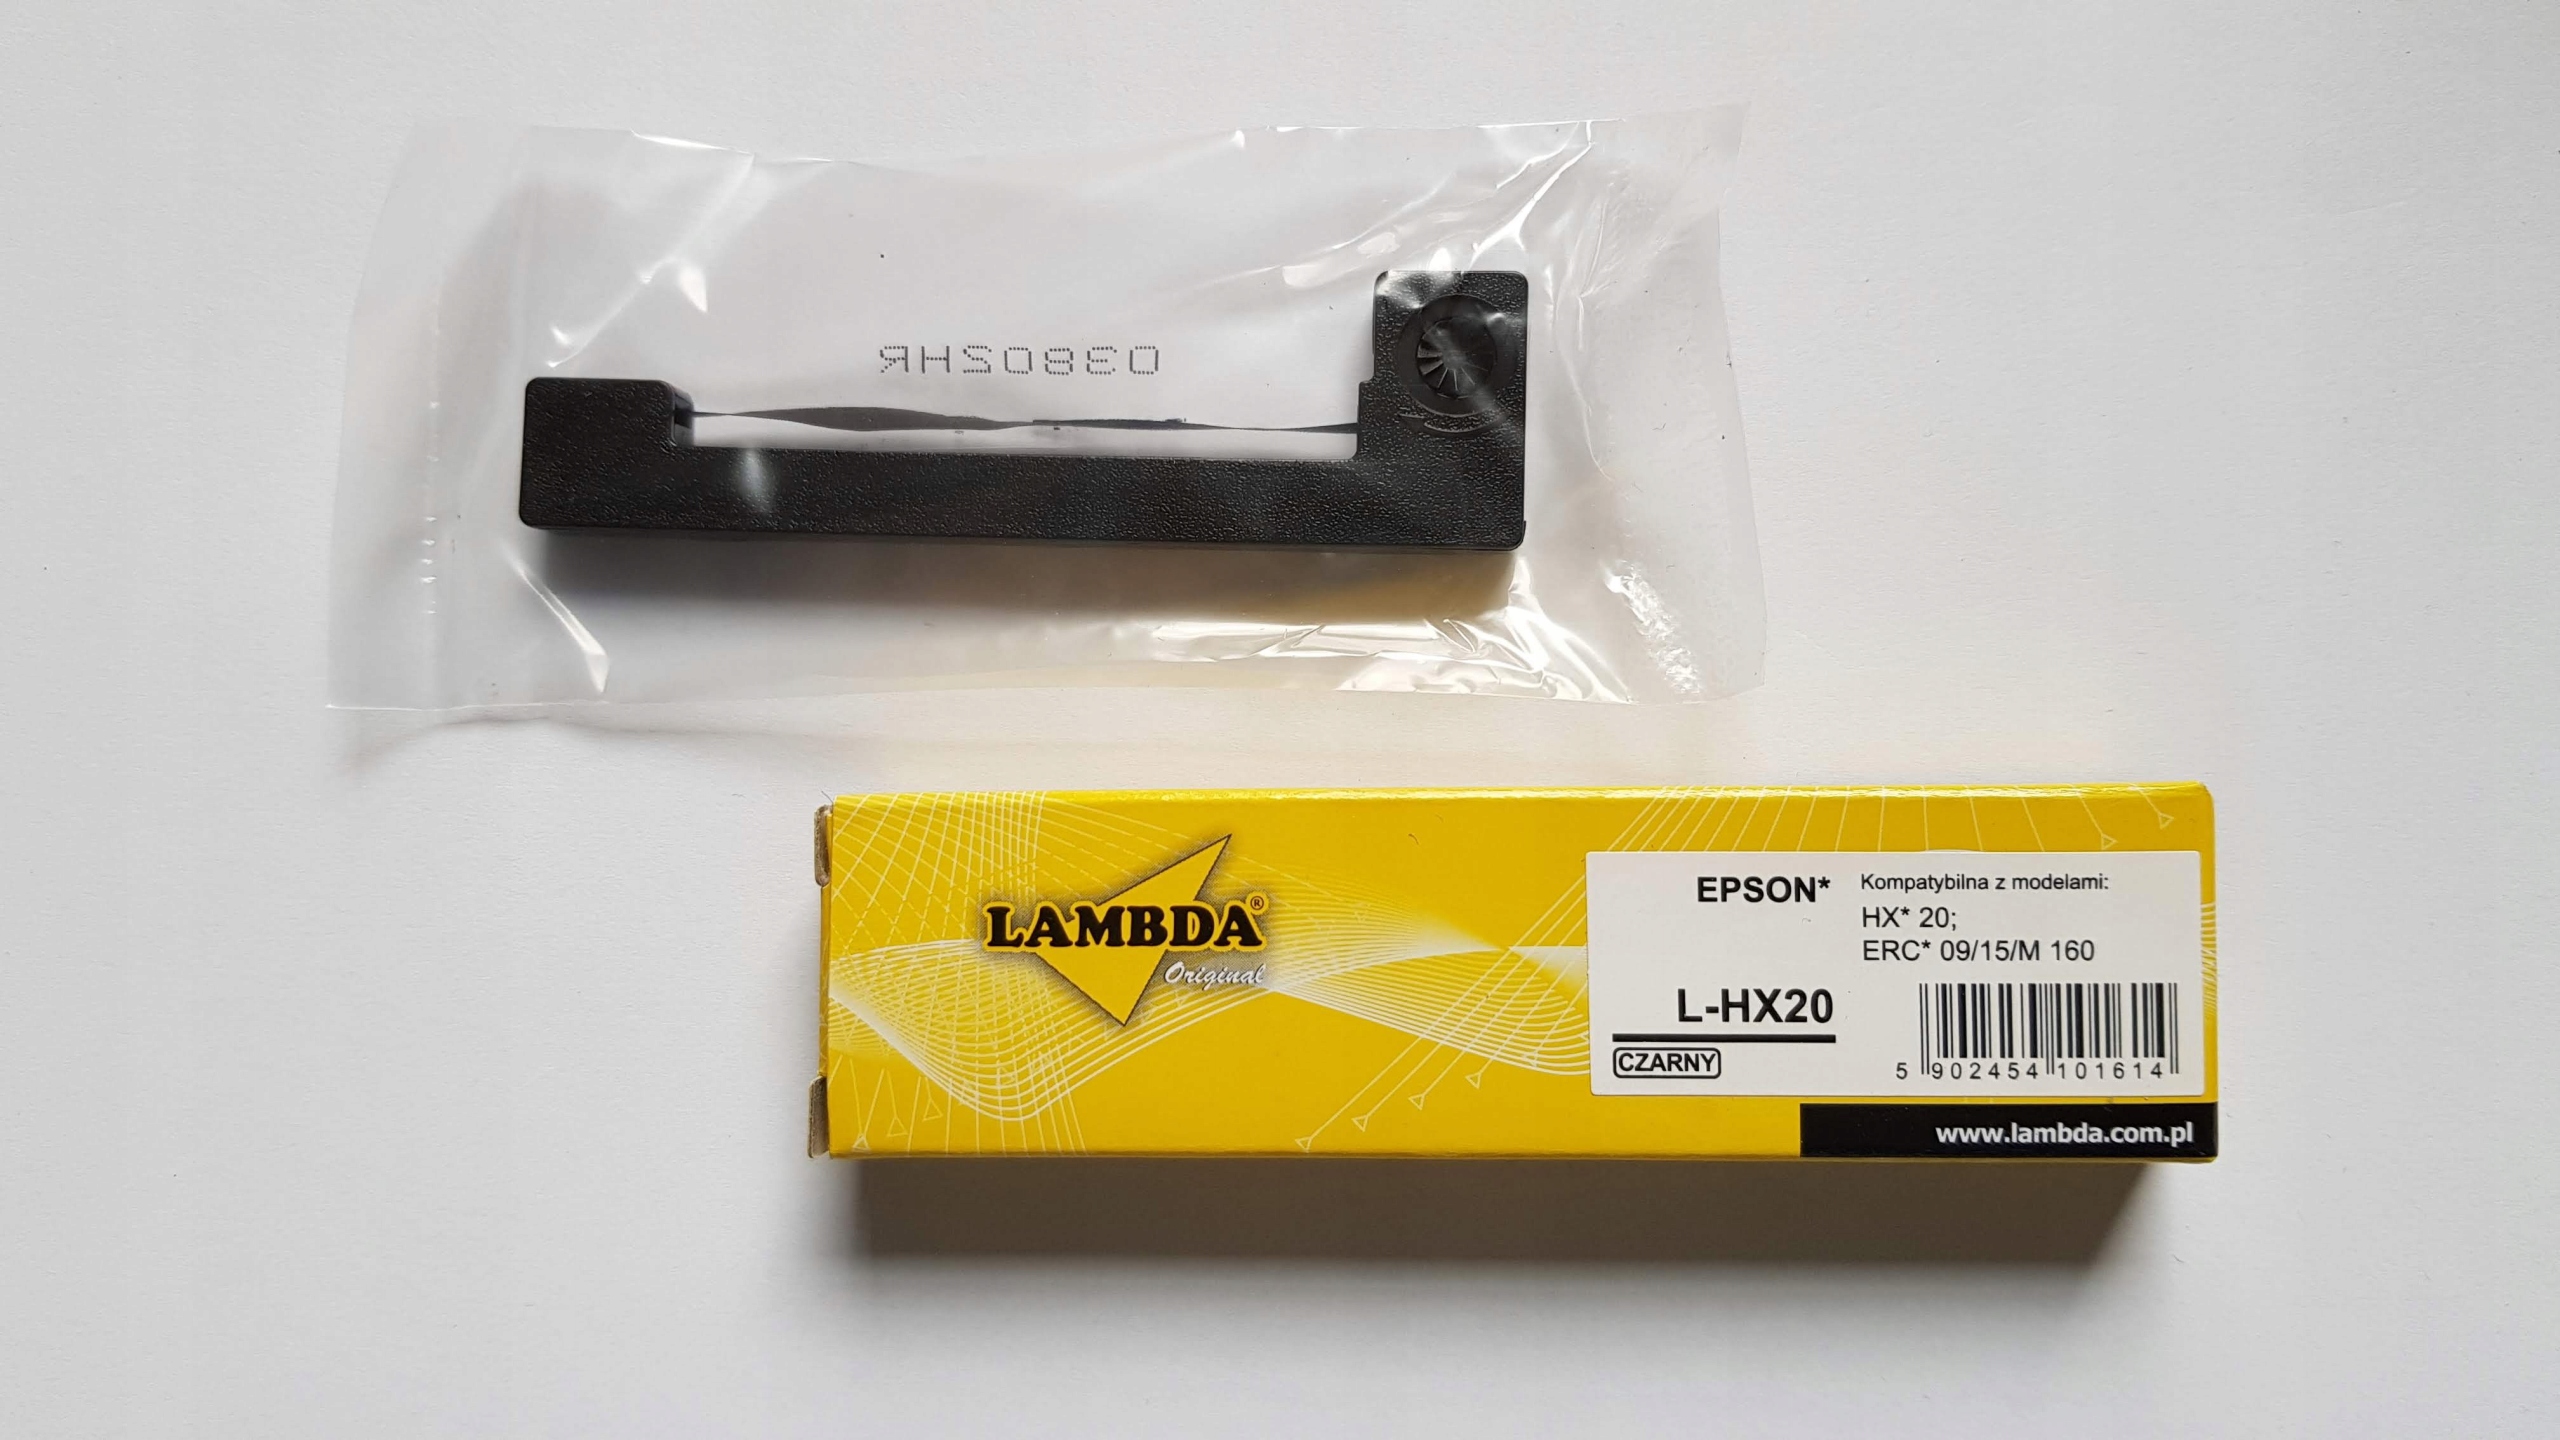 03802HR
LAMBDA®
Original
EPSON*
L-HX20
CZARNY
Kompatybilna z modelami:
HX* 20;
ERC* 09/15/M 160
5 902454 101614
www.lambda.com.pl